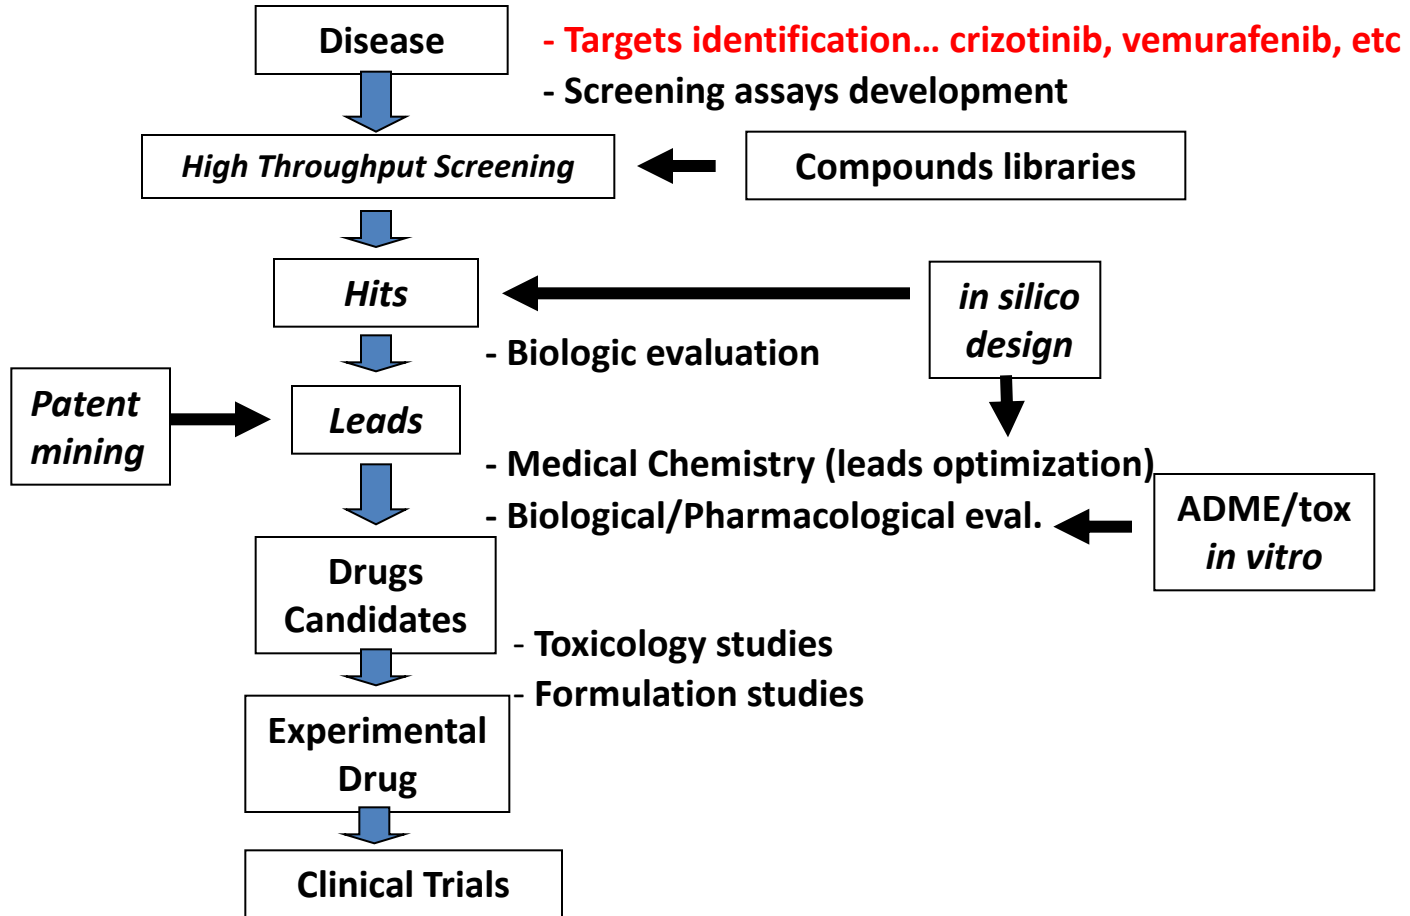 Disease
- Targets identification... crizotinib, vemurafenib, etc
- Screening assays development
High Throughput Screening
Compounds libraries
Hits
in silico
design
- Biologic evaluation
Patent
mining
Leads
- Medical Chemistry (leads optimization)
- Biological/Pharmacological eval.
ADME/tox
in vitro
Drugs
Candidates
- Toxicology studies
- Formulation studies
Experimental
Drug
Clinical Trials